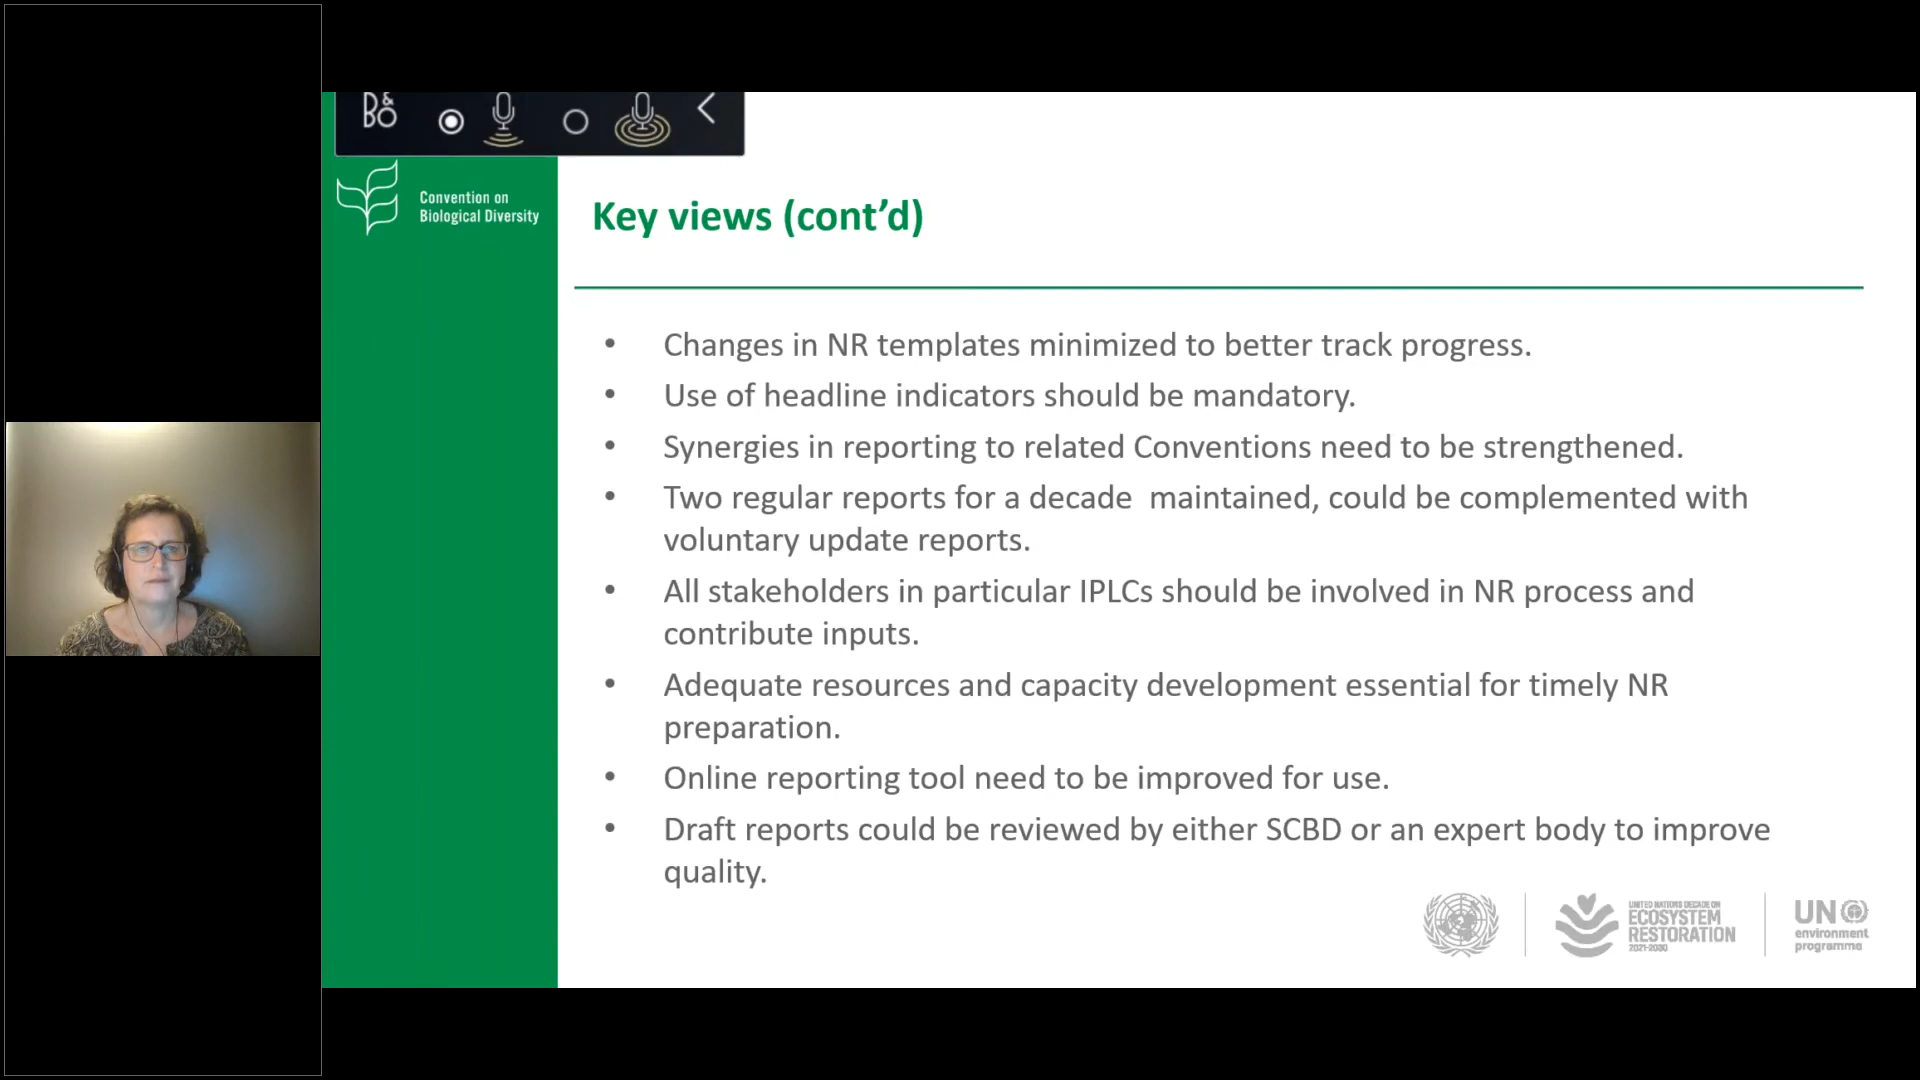 B&O
Convention on
Biological Diversity
Key views (cont’d)
• Changes in NR templates minimized to better track progress.
• Use of headline indicators should be mandatory.
• Synergies in reporting to related Conventions need to be strengthened.
• Two regular reports for a decade  maintained, could be complemented with
voluntary update reports.
• All stakeholders in particular IPLCs should be involved in NR process and
contribute inputs.
• Adequate resources and capacity development essential for timely NR
preparation.
• Online reporting tool need to be improved for use.
• Draft reports could be reviewed by either SCBD or an expert body to improve
quality.
UNITED NATIONS DECADE ON
ECOSYSTEM
RESTORATION
2021-2030
UN
environment
programme